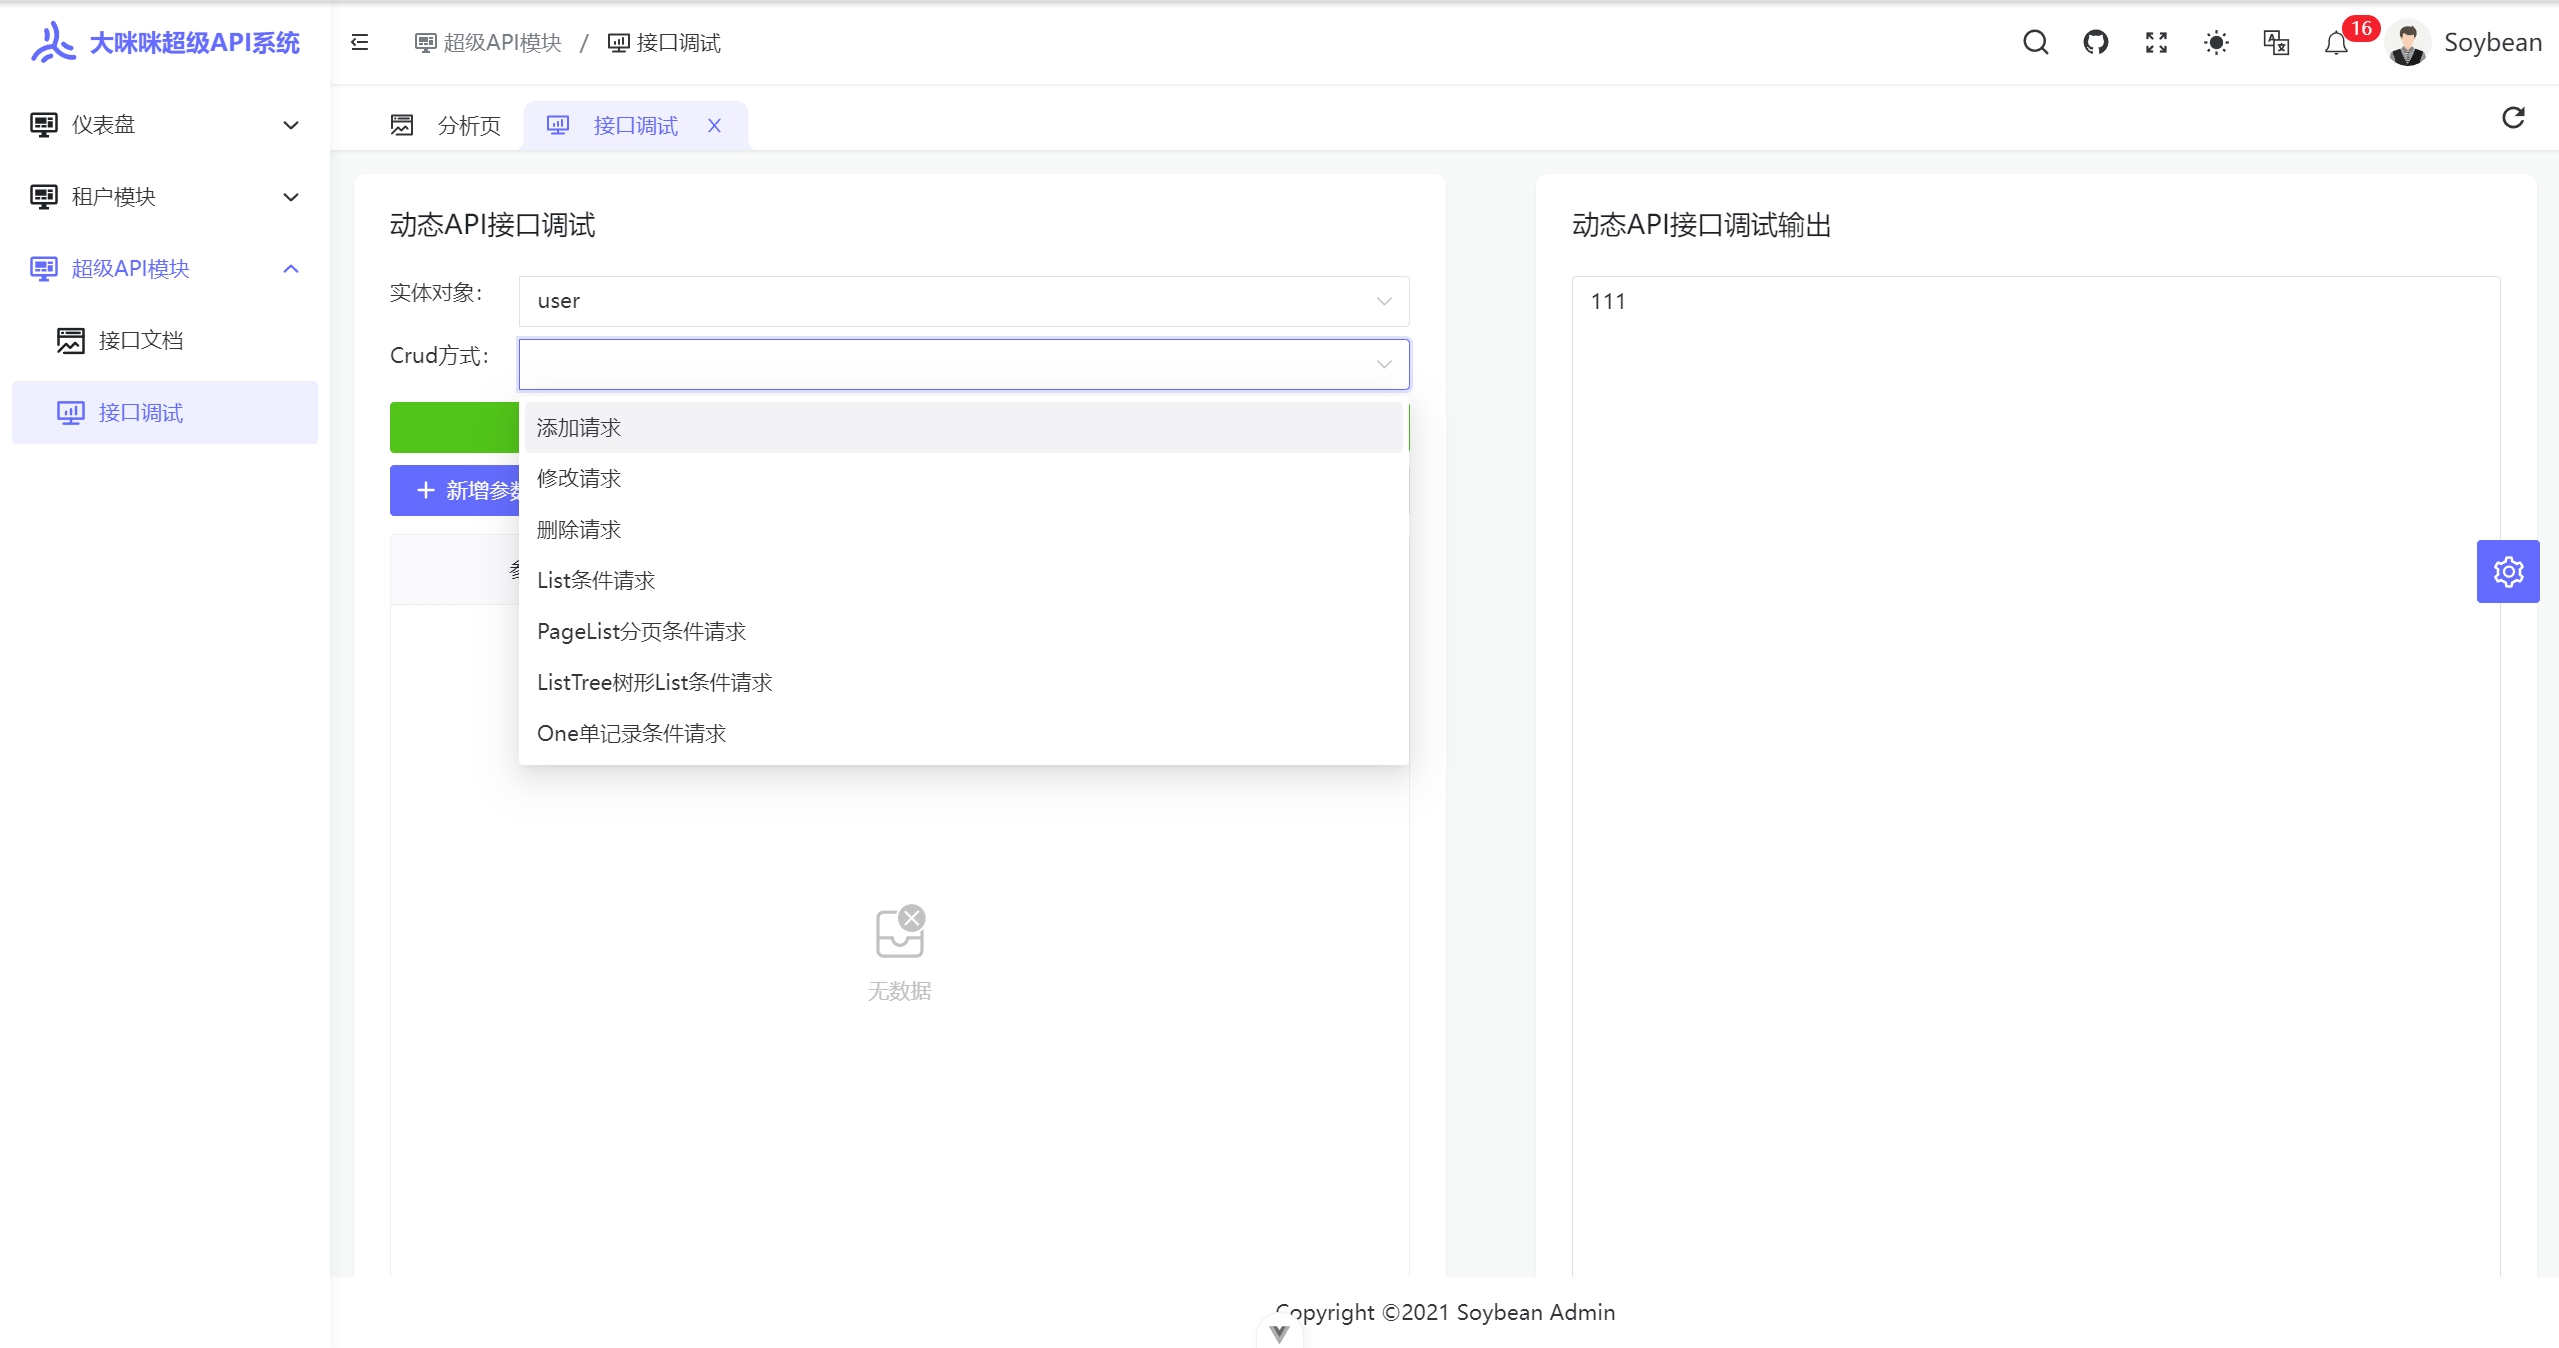 大咪咪超级API系统
超级API模块 / 接口调试
16
Soybean
仪表盘
租户模块
超级API模块
接口文档
接口调试
分析页
接口调试
动态API接口调试
实体对象：
user
Crud方式：
添加请求
修改请求
删除请求
List条件请求
PageList分页条件请求
ListTree树形List条件请求
One单记录条件请求
新增参数
无数据
动态API接口调试输出
111
Copyright ©2021 Soybean Admin